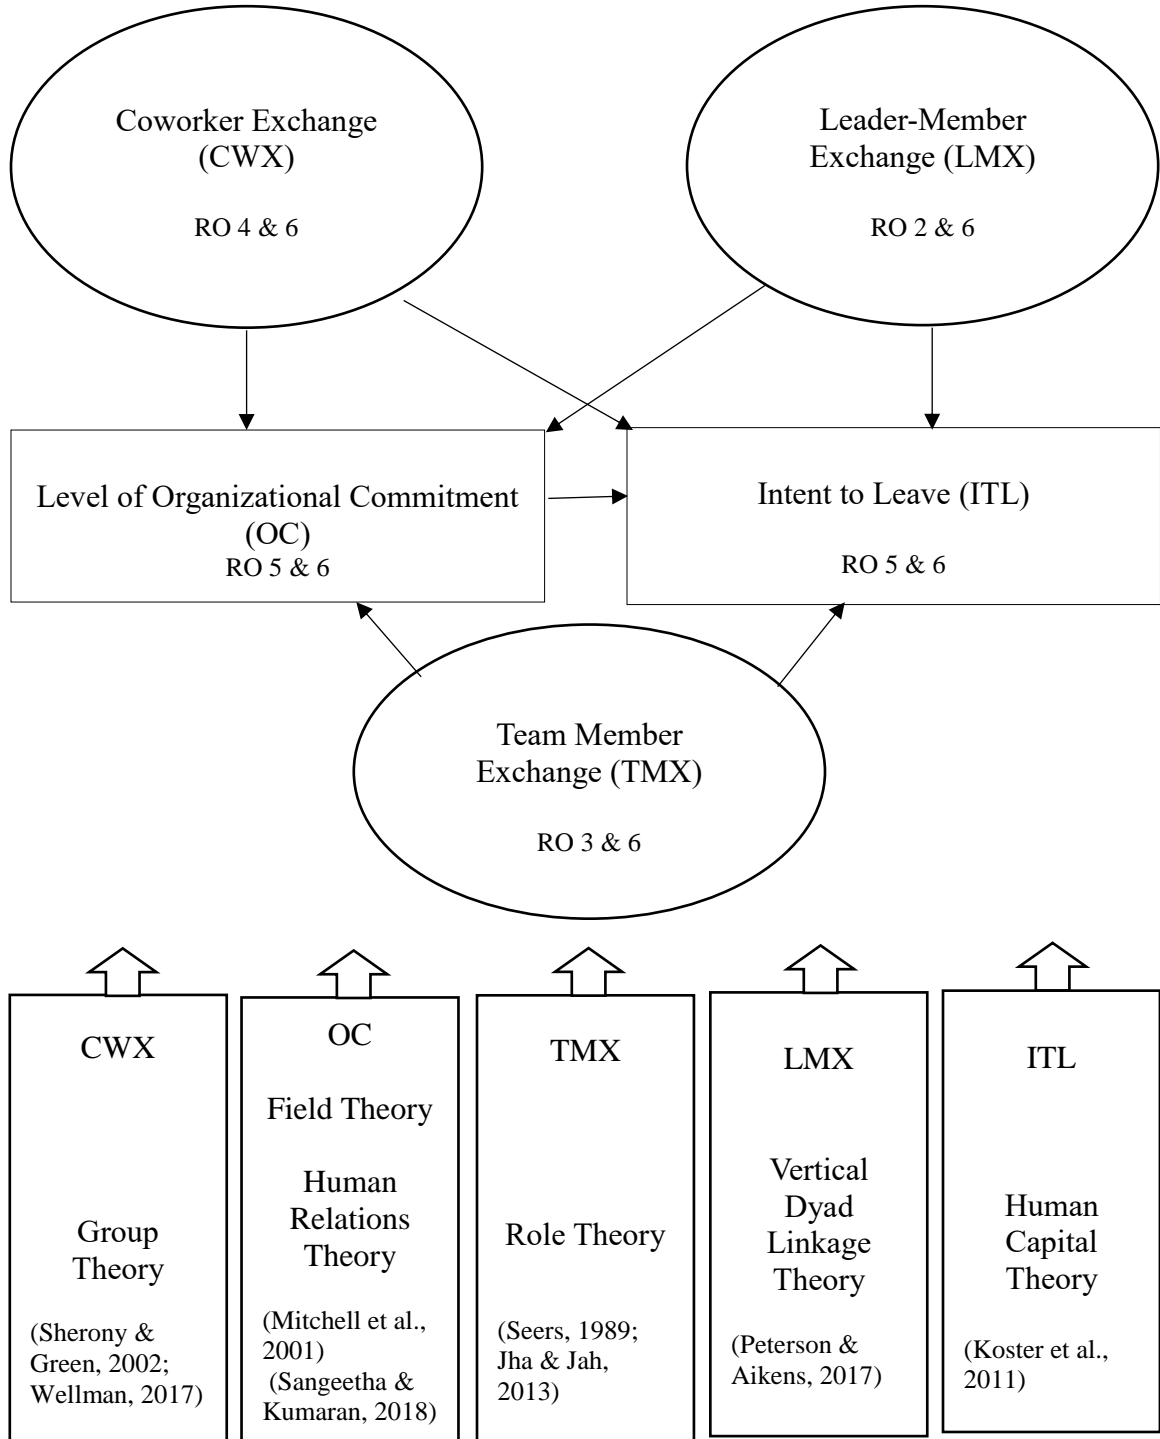 Coworker Exchange
(CWX)
RO 4 & 6
Leader-Member
Exchange (LMX)
RO 2 & 6
Level of Organizational Commitment
(OC)
RO 5 & 6
Intent to Leave (ITL)
RO 5 & 6
Team Member
Exchange (TMX)
RO 3 & 6
CWX
Group
Theory
(Sherony &
Green, 2002;
Wellman, 2017)
OC
Field Theory
Human
Relations
Theory
(Mitchell et al.,
2001)
(Sangeetha &
Kumaran, 2018)
TMX
Role Theory
(Seers, 1989;
Jha & Jah,
2013)
LMX
Vertical
Dyad
Linkage
Theory
(Peterson &
Aikens, 2017)
ITL
Human
Capital
Theory
(Koster et al.,
2011)